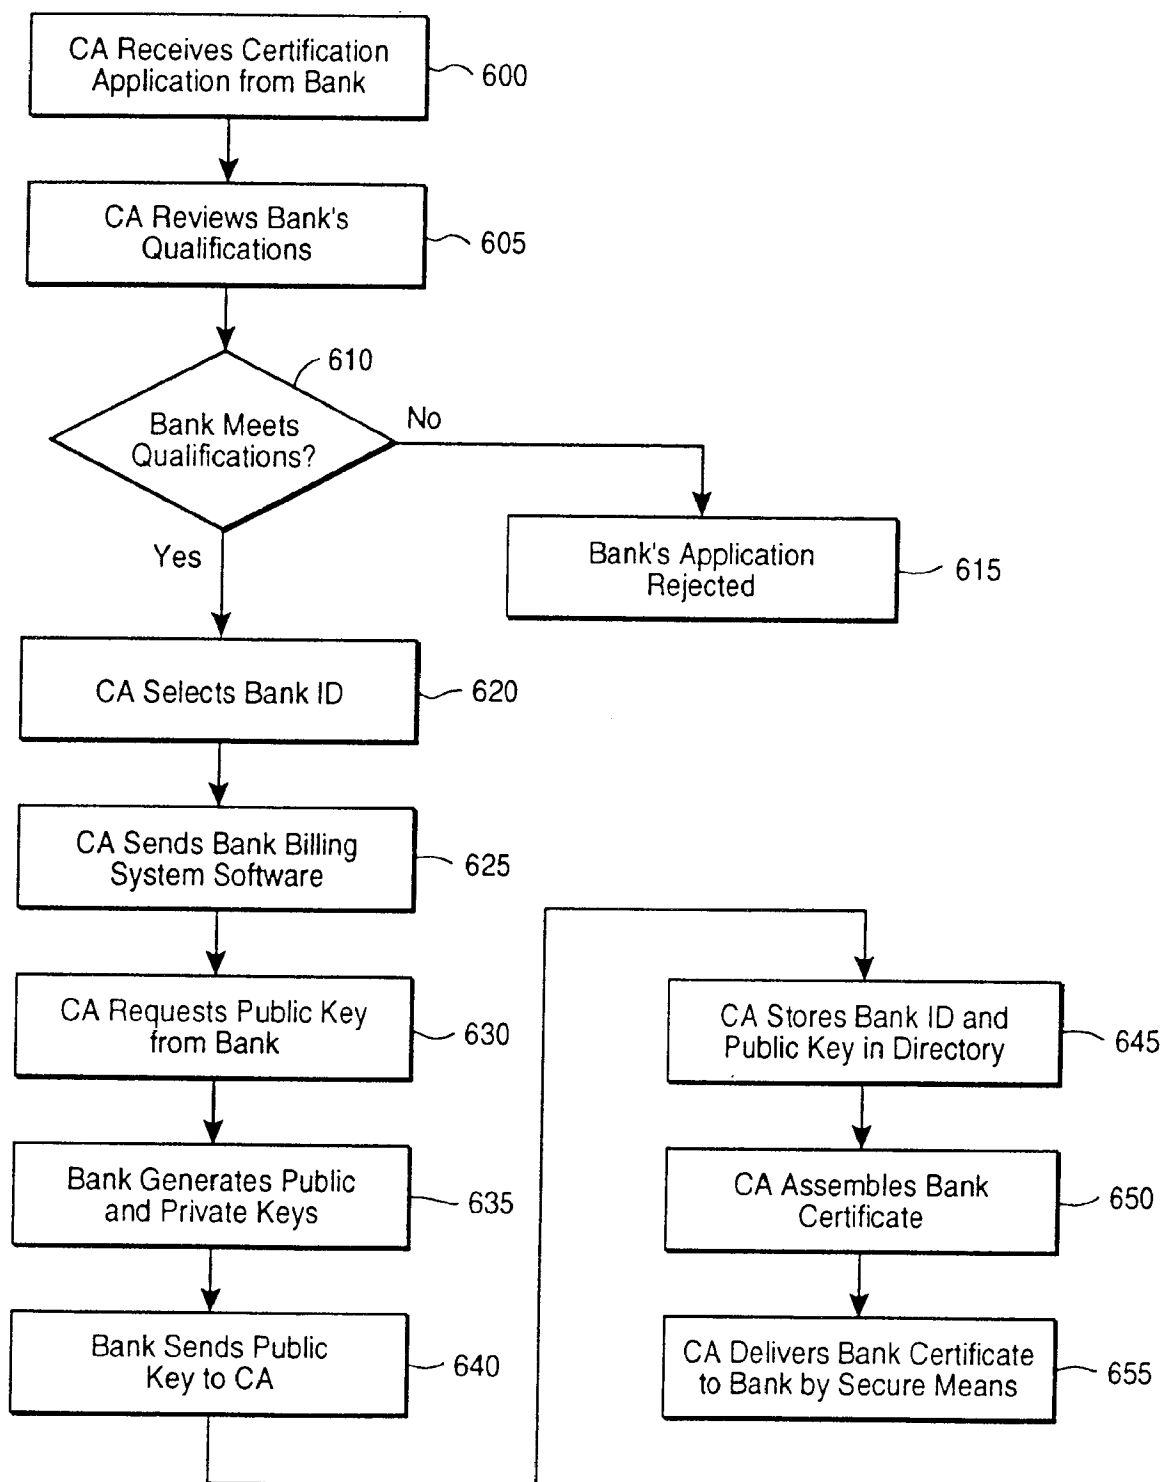 CA Receives Certification
Application from Bank
600
CA Reviews Bank's
Qualifications
605
610
Bank Meets
Qualifications?
No
Yes
Bank's Application
Rejected
615
CA Selects Bank ID
620
CA Sends Bank Billing
System Software
625
CA Requests Public Key
from Bank
630
Bank Generates Public
and Private Keys
635
Bank Sends Public
Key to CA
640
CA Stores Bank ID and
Public Key in Directory
645
CA Assembles Bank
Certificate
650
CA Delivers Bank Certificate
to Bank by Secure Means
655